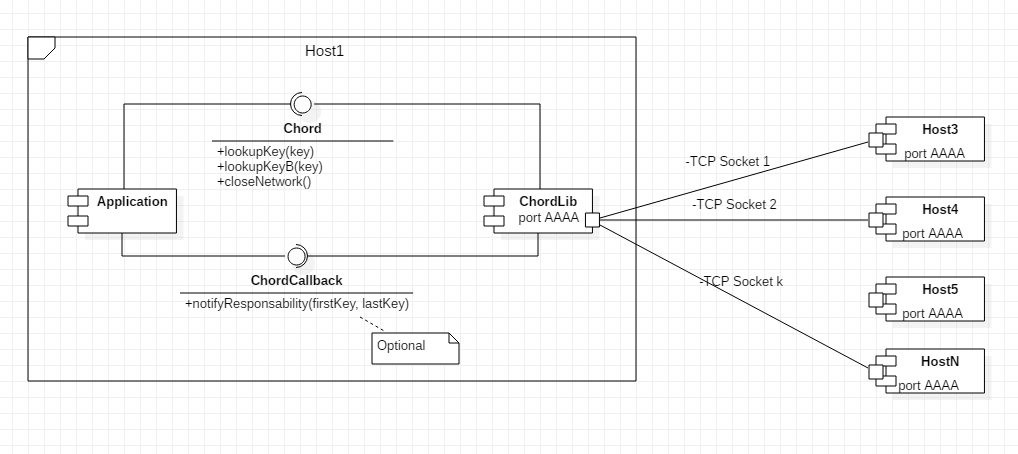 Host1
Chord
+lookupKey(key)
+lookupKeyB(key)
+closeNetwork()
Application
ChordLib
port AAAA
ChordCallback
+notifyResponsability(firstKey, lastKey)
Optional
-TCP Socket 1
-TCP Socket 2
-TCP Socket k
Host3
port AAAA
Host4
port AAAA
Host5
port AAAA
HostN
port AAAA